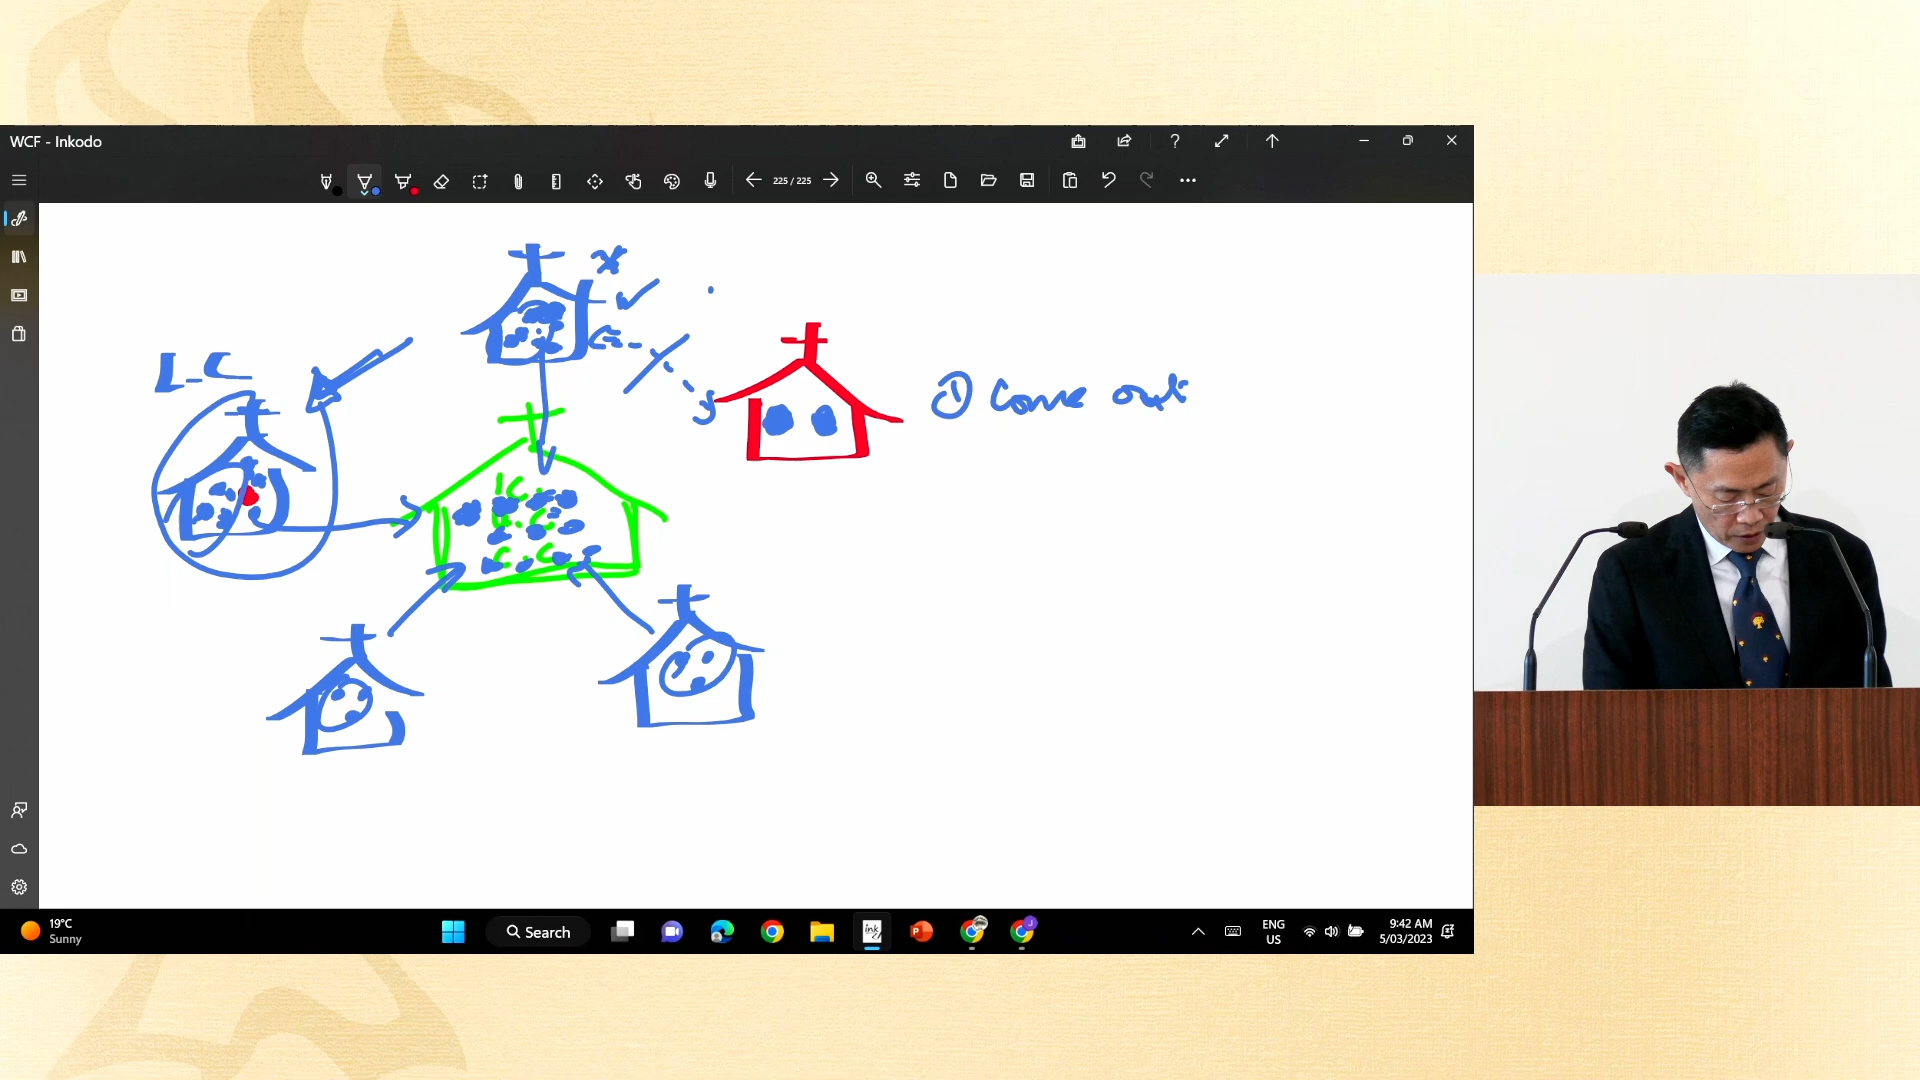 WCF - Inkodo
225 / 225
L.C
① Come out
I.C.
U.C.
C.C
19°C
Sunny
Search
ENG
US
9:42 AM
5/03/2023